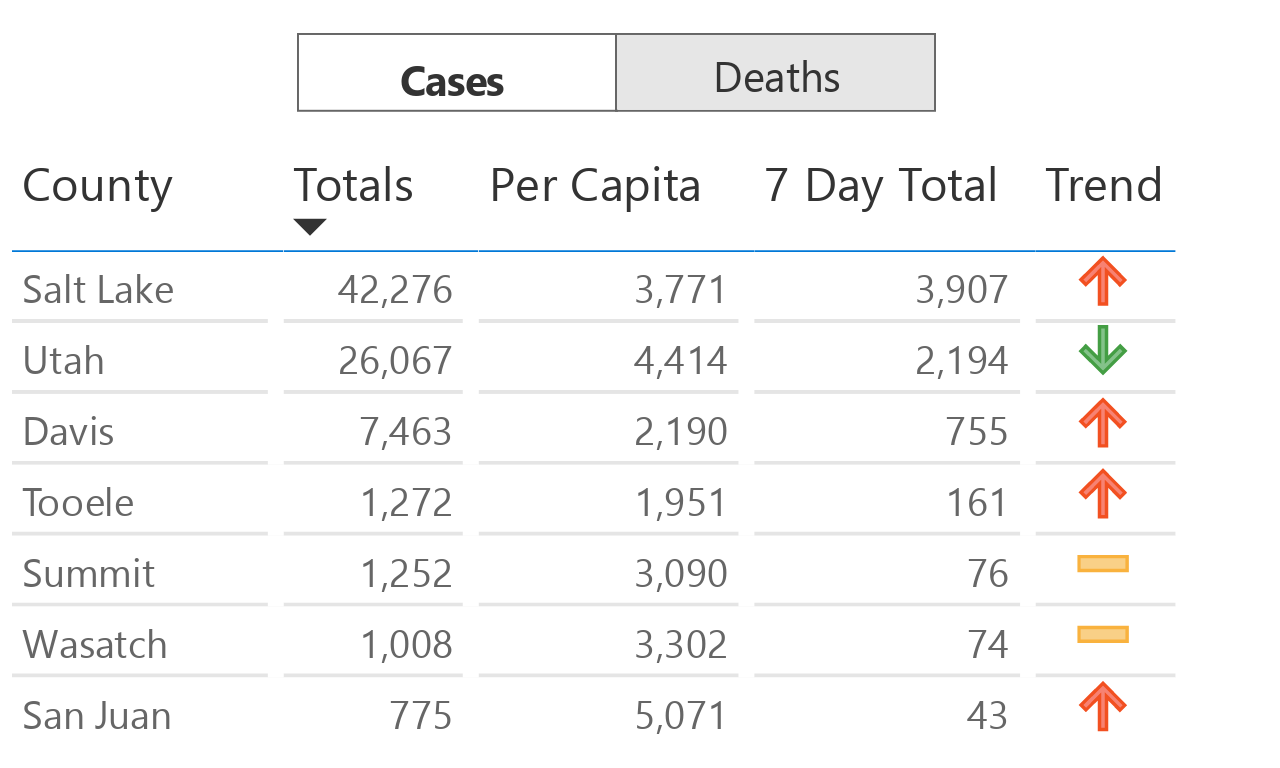 Cases Deaths
County Totals Per Capita 7 Day Total Trend
Salt Lake 42,276 3,771 3,907
Utah 26,067 4,414 2,194
Davis 7,463 2,190 755
Tooele 1,272 1,951 161
Summit 1,252 3,090 76
Wasatch 1,008 3,302 74
San Juan 775 5,071 43